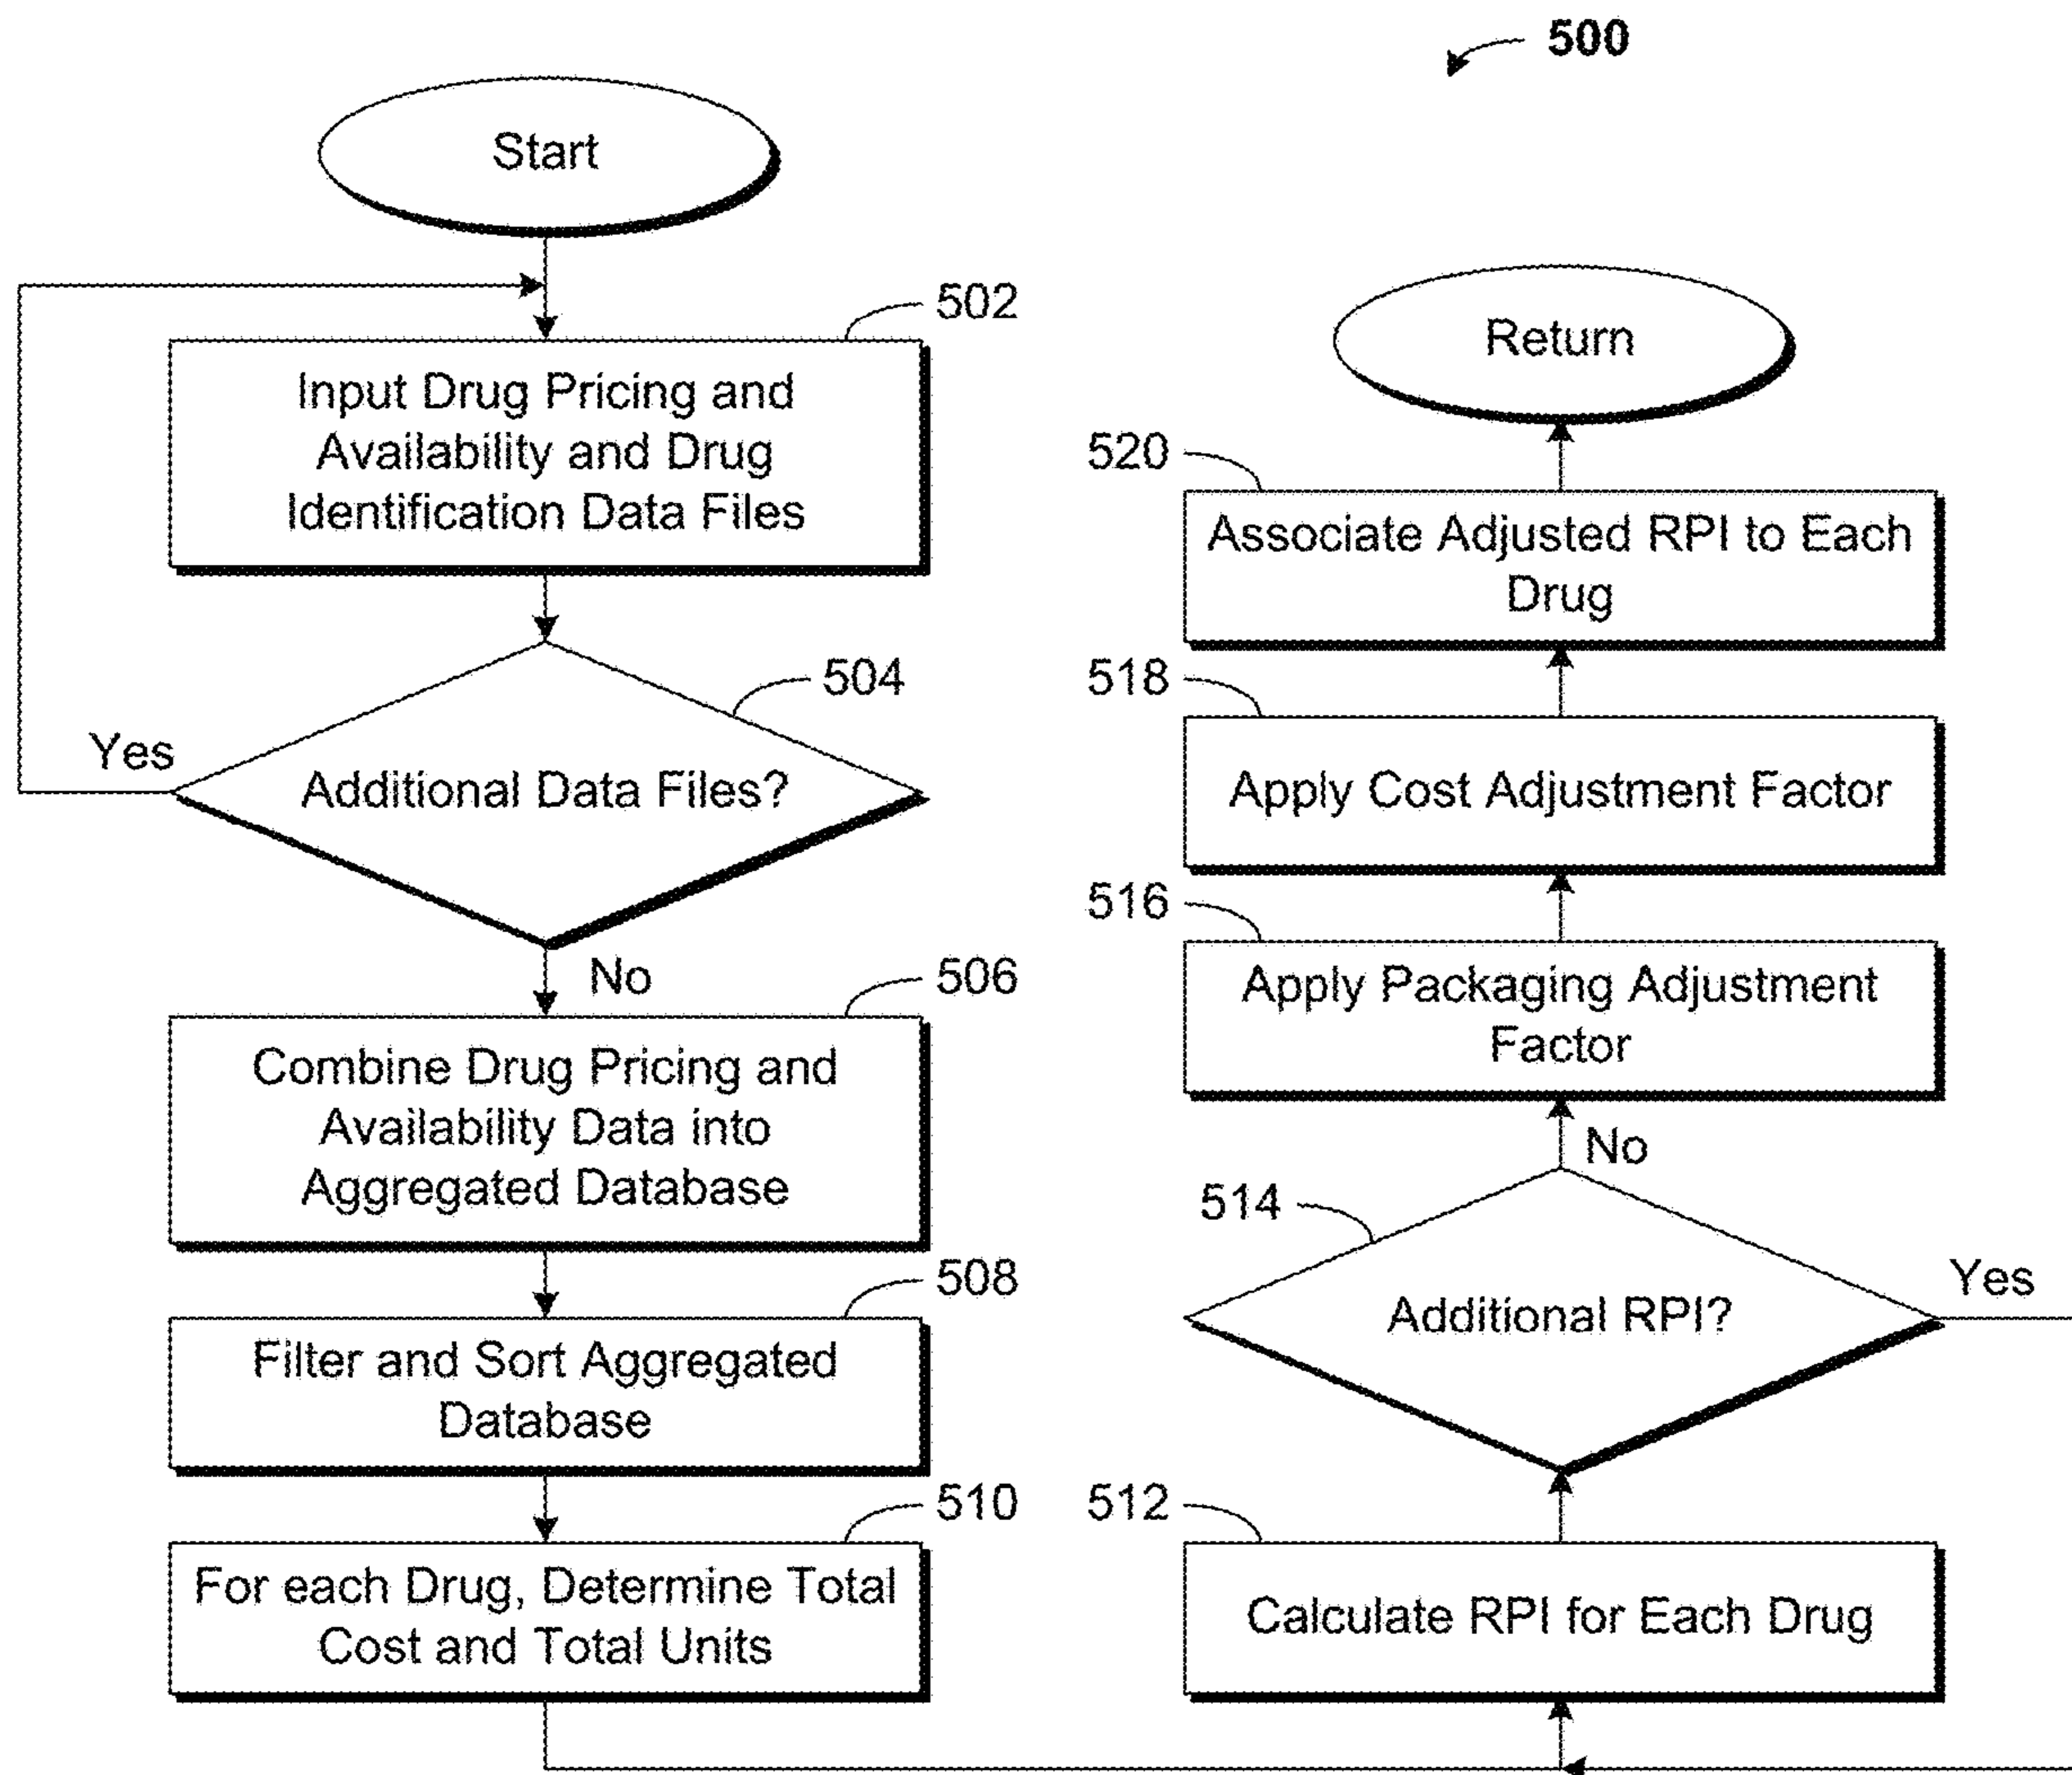 500
Start
502
Input Drug Pricing and
Availability and Drug
Identification Data Files
504
Yes
Additional Data Files?
No
506
Combine Drug Pricing and
Availability Data into
Aggregated Database
508
Filter and Sort Aggregated
Database
510
For each Drug, Determine Total
Cost and Total Units
Return
520
Associate Adjusted RPI to Each
Drug
518
Apply Cost Adjustment Factor
516
Apply Packaging Adjustment
Factor
No
514
Yes
Additional RPI?
512
Calculate RPI for Each Drug